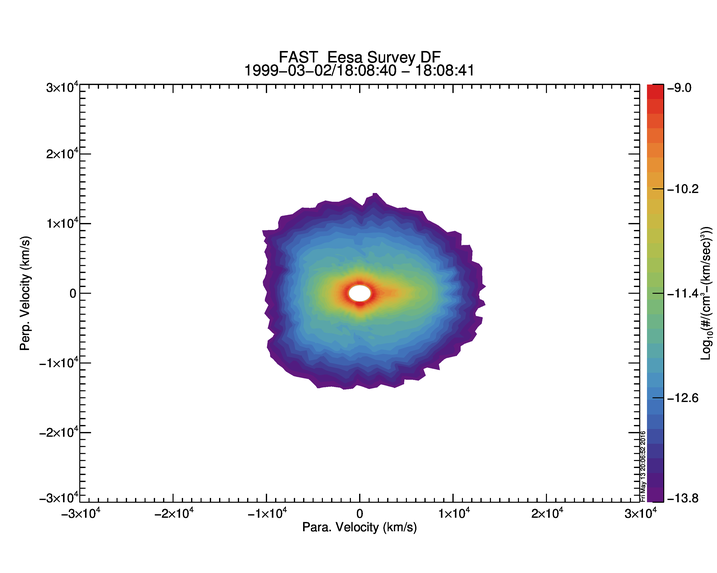 FAST Eesa Survey DF
1999-03-02/18:08:40 - 18:08:41
3×10⁴
2×10⁴
1×10⁴
0
-1×10⁴
-2×10⁴
-3×10⁴
Perp. Velocity (km/s)
-3×10⁴ -2×10⁴ -1×10⁴ 0 1×10⁴ 2×10⁴ 3×10⁴
Para. Velocity (km/s)
-9.0
-10.2
-11.4
-12.6
-13.8
Log₁₀(#/(cm³-(km/sec)³))